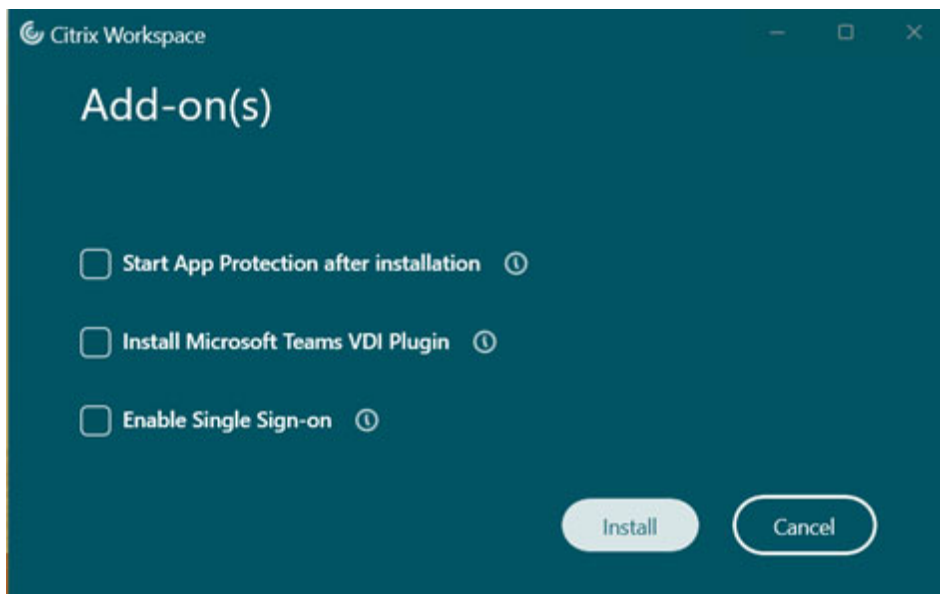 Citrix Workspace
Add-on(s)
Start App Protection after installation
Install Microsoft Teams VDI Plugin
Enable Single Sign-on
Install Cancel